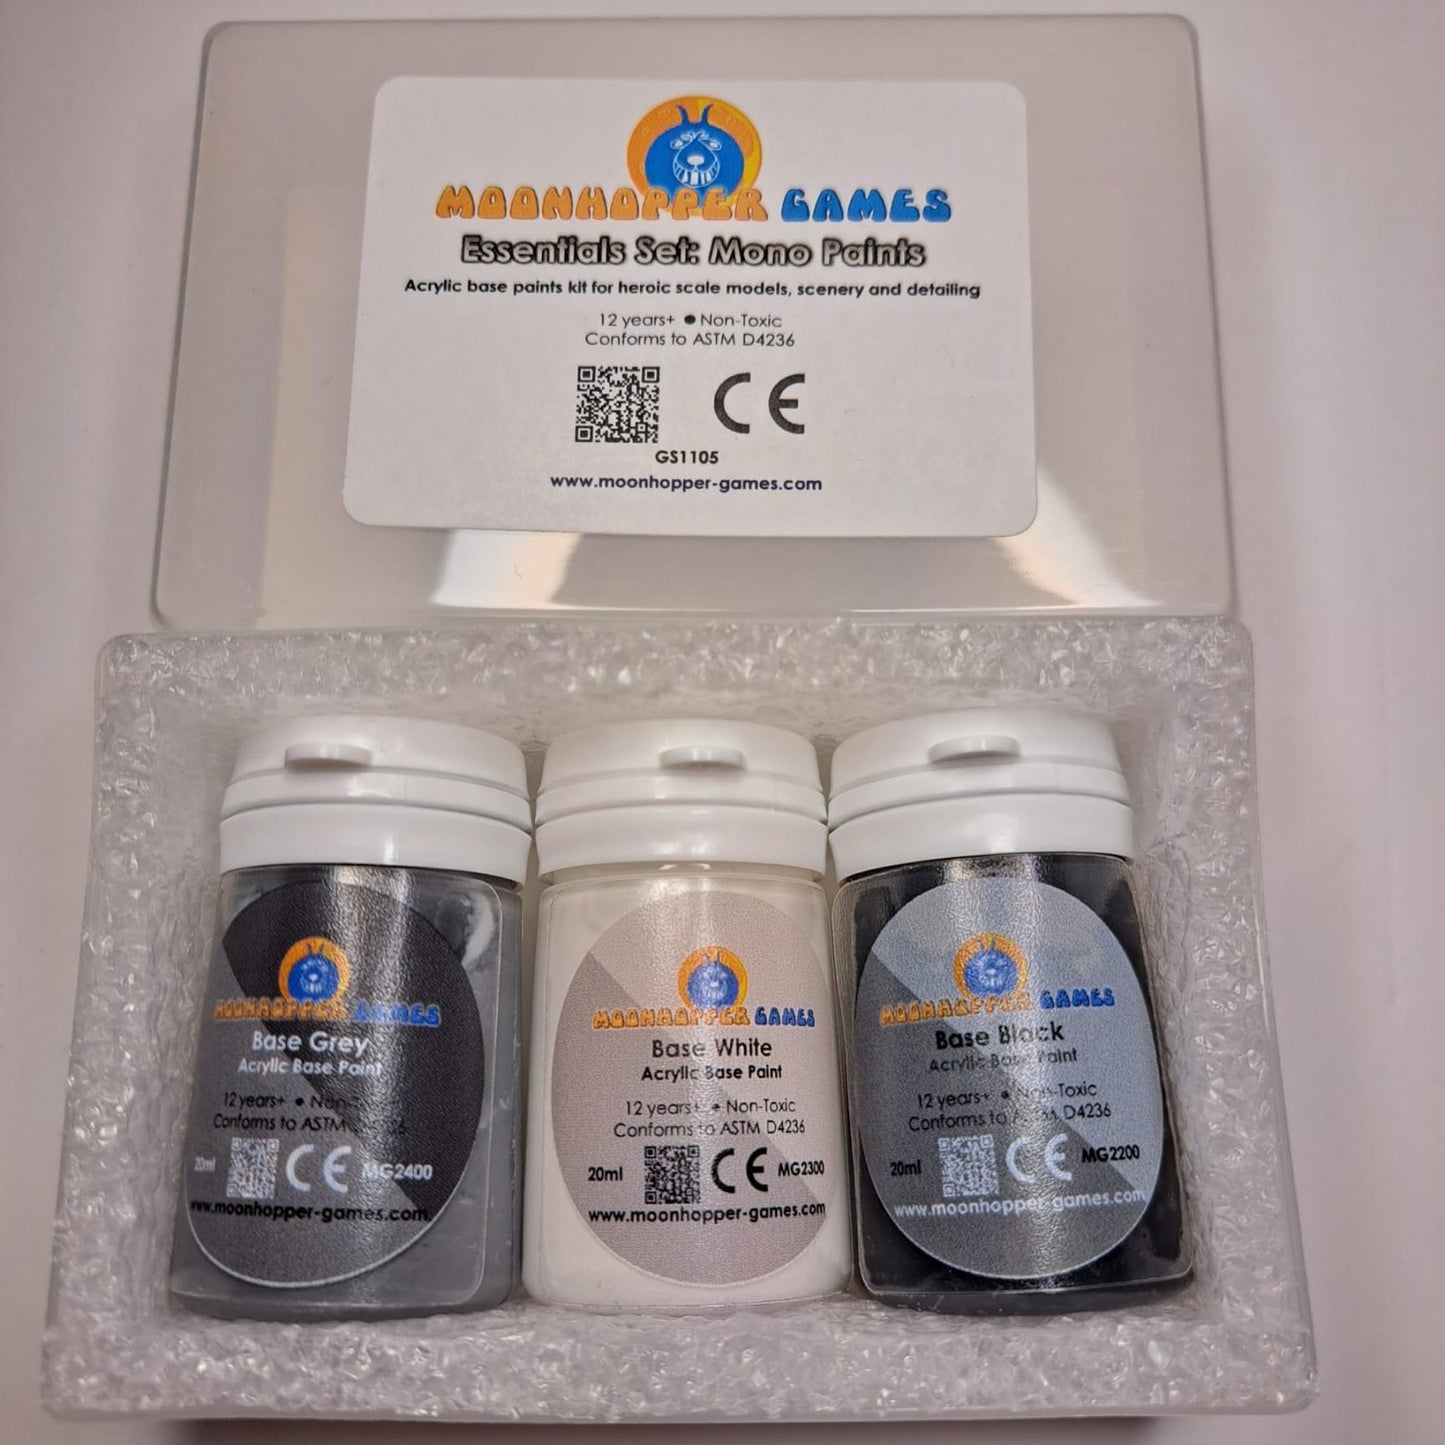 MOONHOPPER GAMES
Essentials Set: Mono Paints
Acrylic base paints kit for heroic scale models, scenery and detailing
12 years+ ● Non-Toxic
Conforms to ASTM D4236
CE
GS1105
www.moonhopper-games.com
MOONHOPPER GAMES
Base Grey
Acrylic Base Paint
12 years+ ●
Conforms to ASTM
20ml CE MG2400
www.moonhopper-games.com
MOONHOPPER GAMES
Base White
Acrylic Base Paint
12 years+ ● Non-Toxic
Conforms to ASTM D4236
20ml CE MG2300
www.moonhopper-games.com
MOONHOPPER GAMES
Base Black
Acrylic Base Paint
12 years+ ● Non-Toxic
Conforms to ASTM D4236
20ml CE MG2200
www.moonhopper-games.com